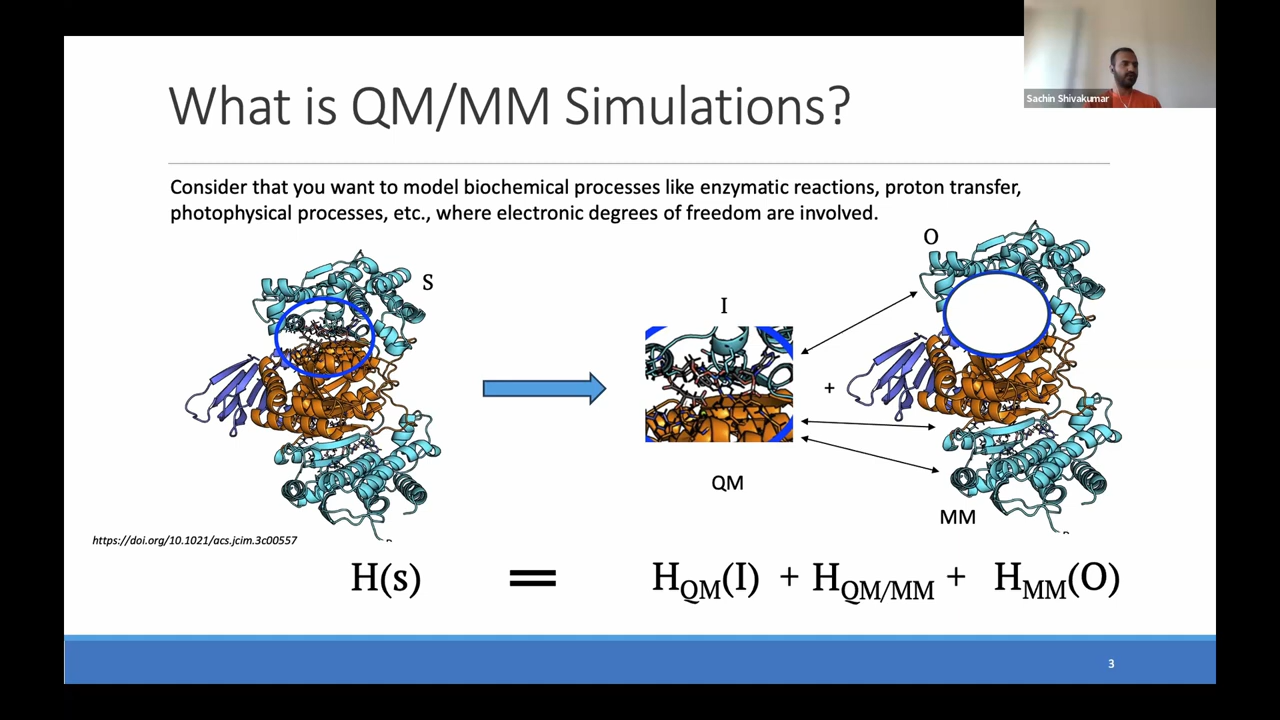 Sachin Shivakumar
What is QM/MM Simulations?
Consider that you want to model biochemical processes like enzymatic reactions, proton transfer,
photophysical processes, etc., where electronic degrees of freedom are involved.
S
I
O
+
QM
MM
https://doi.org/10.1021/acs.jcim.3c00557
H(s) = H_QM(I) + H_QM/MM + H_MM(O)
3